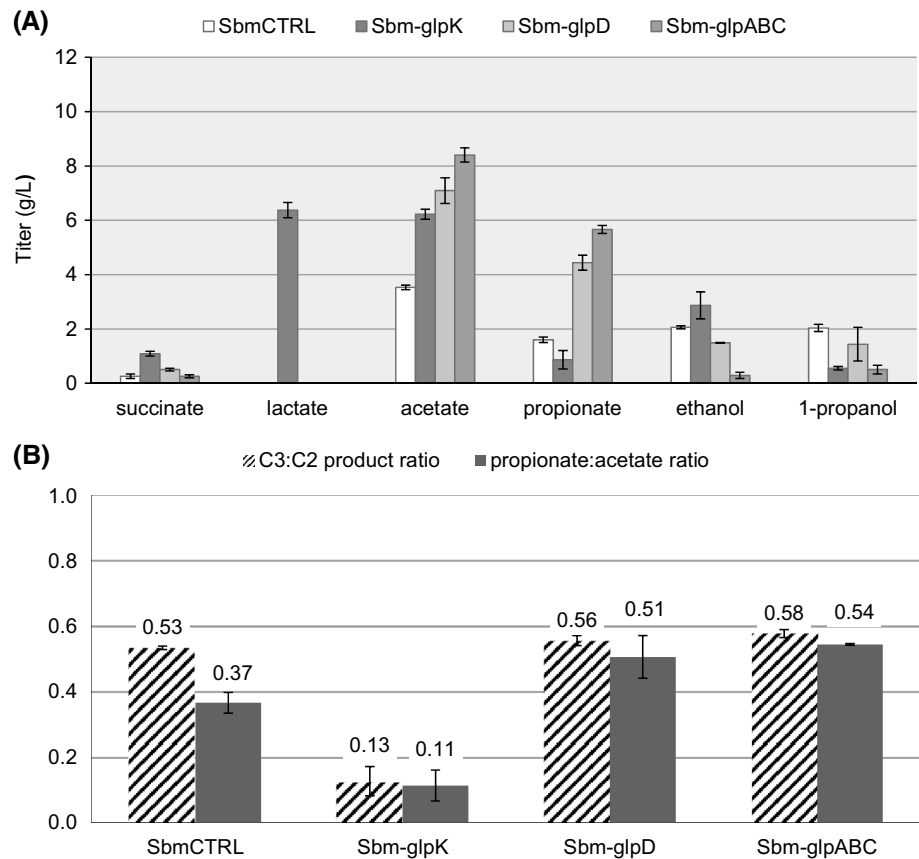 (A)
SbmCTRL Sbm-glpK Sbm-glpD Sbm-glpABC
12
10
8
6
4
2
0
Titer (g/L)
succinate lactate acetate propionate ethanol 1-propanol
(B)
C3:C2 product ratio propionate:acetate ratio
1.0
0.8
0.6
0.4
0.2
0.0
0.53 0.37 0.13 0.11 0.56 0.51 0.58 0.54
SbmCTRL Sbm-glpK Sbm-glpD Sbm-glpABC